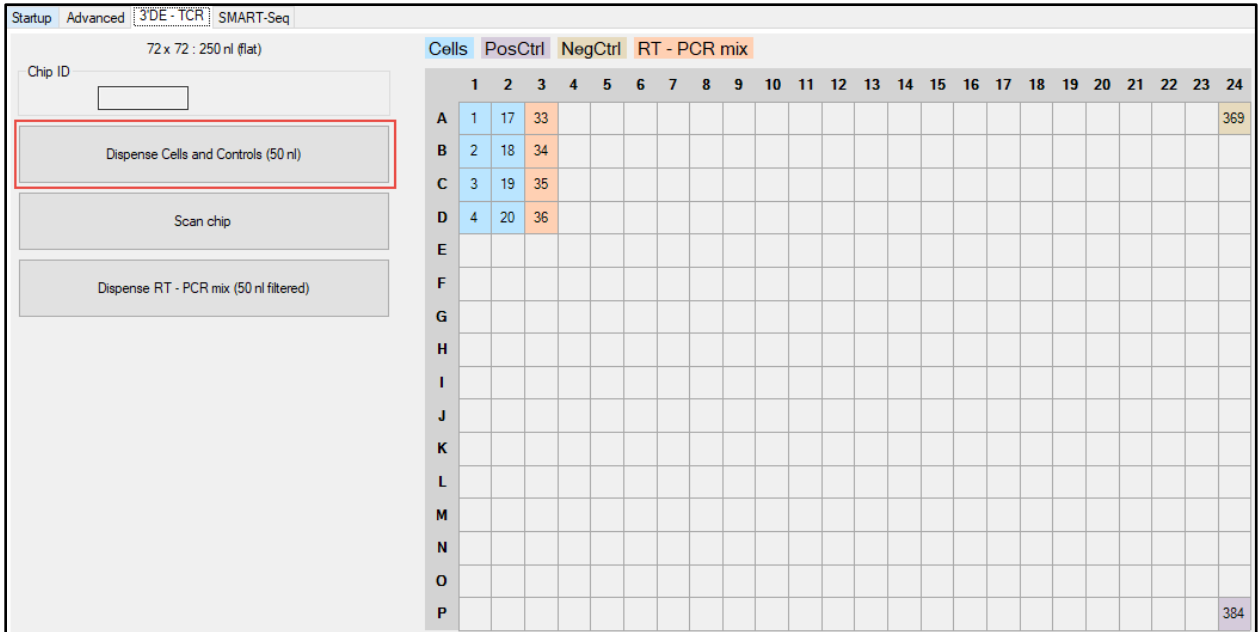 Startup Advanced 3'DE - TCR SMART-Seq
72 x 72 : 250 nl (flat)
Chip ID
Dispense Cells and Controls (50 nl)
Scan chip
Dispense RT - PCR mix (50 nl filtered)
Cells PosCtrl NegCtrl RT - PCR mix
1 2 3 4 5 6 7 8 9 10 11 12 13 14 15 16 17 18 19 20 21 22 23 24
A 1 17 33 369
B 2 18 34
C 3 19 35
D 4 20 36
E
F
G
H
I
J
K
L
M
N
O
P 384